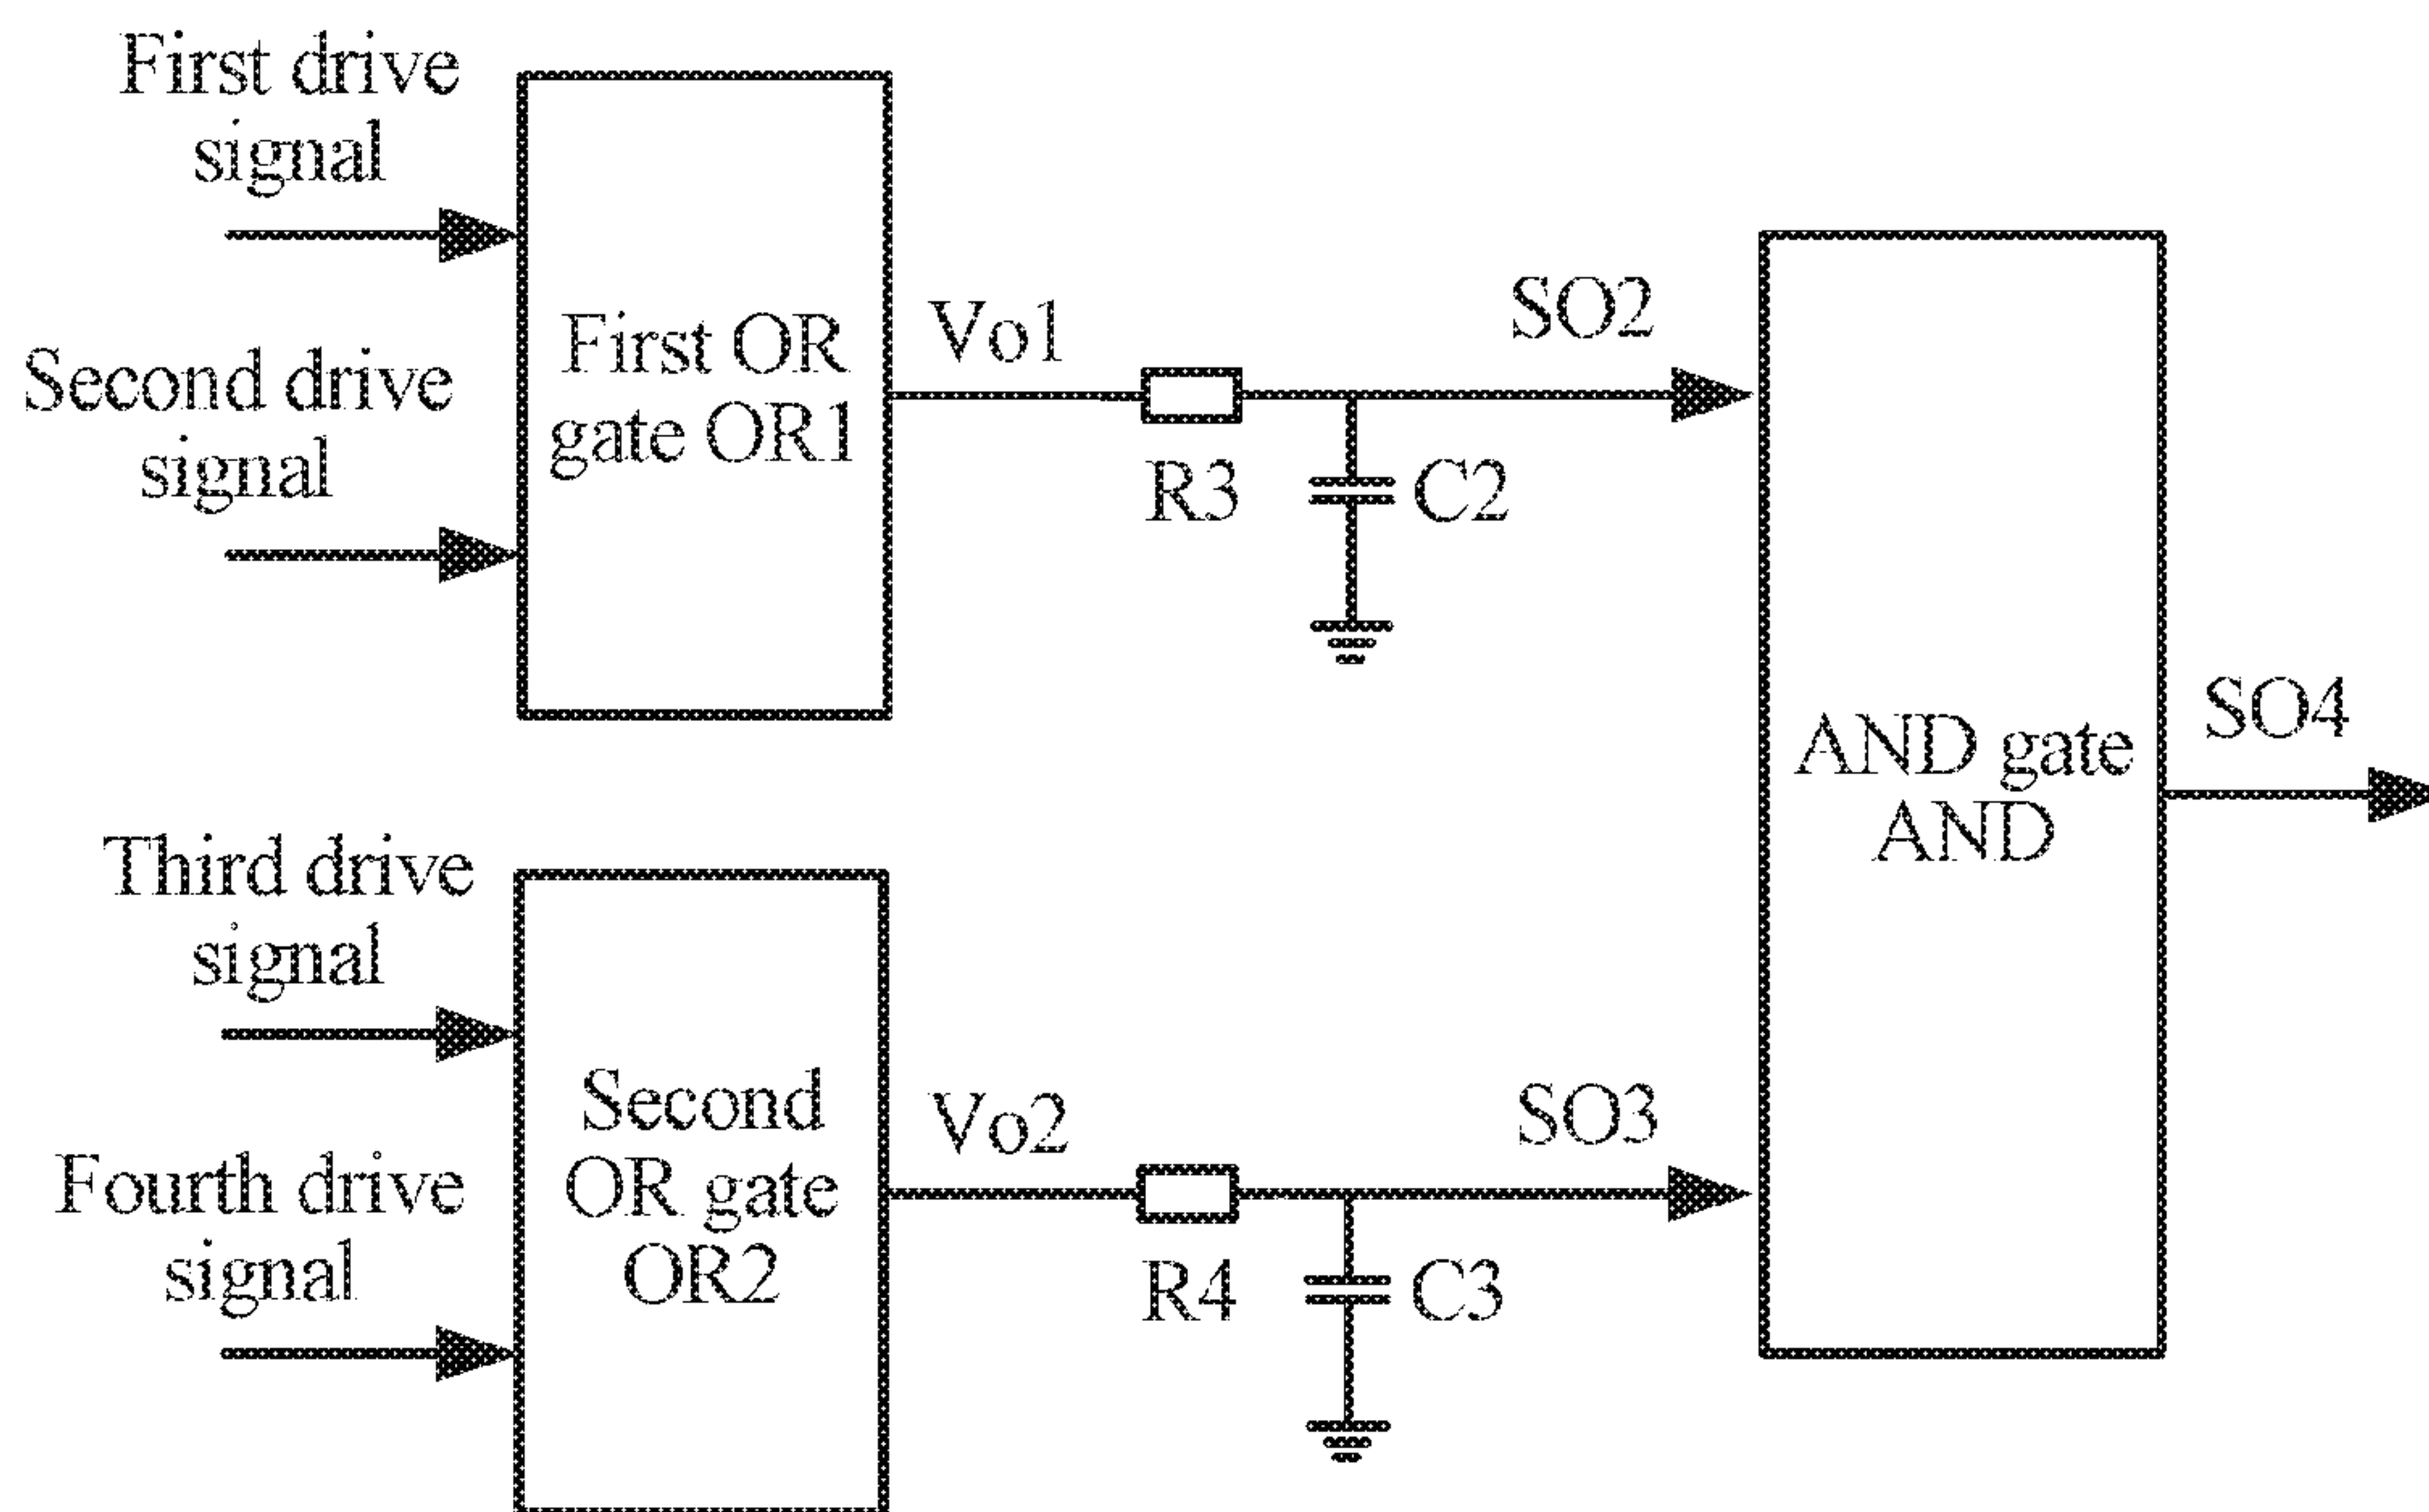 First drive
signal
Second drive
signal
First OR
gate OR1
Vo1
R3
C2
SO2
Third drive
signal
Fourth drive
signal
Second
OR gate
OR2
Vo2
R4
C3
SO3
AND gate
AND
SO4